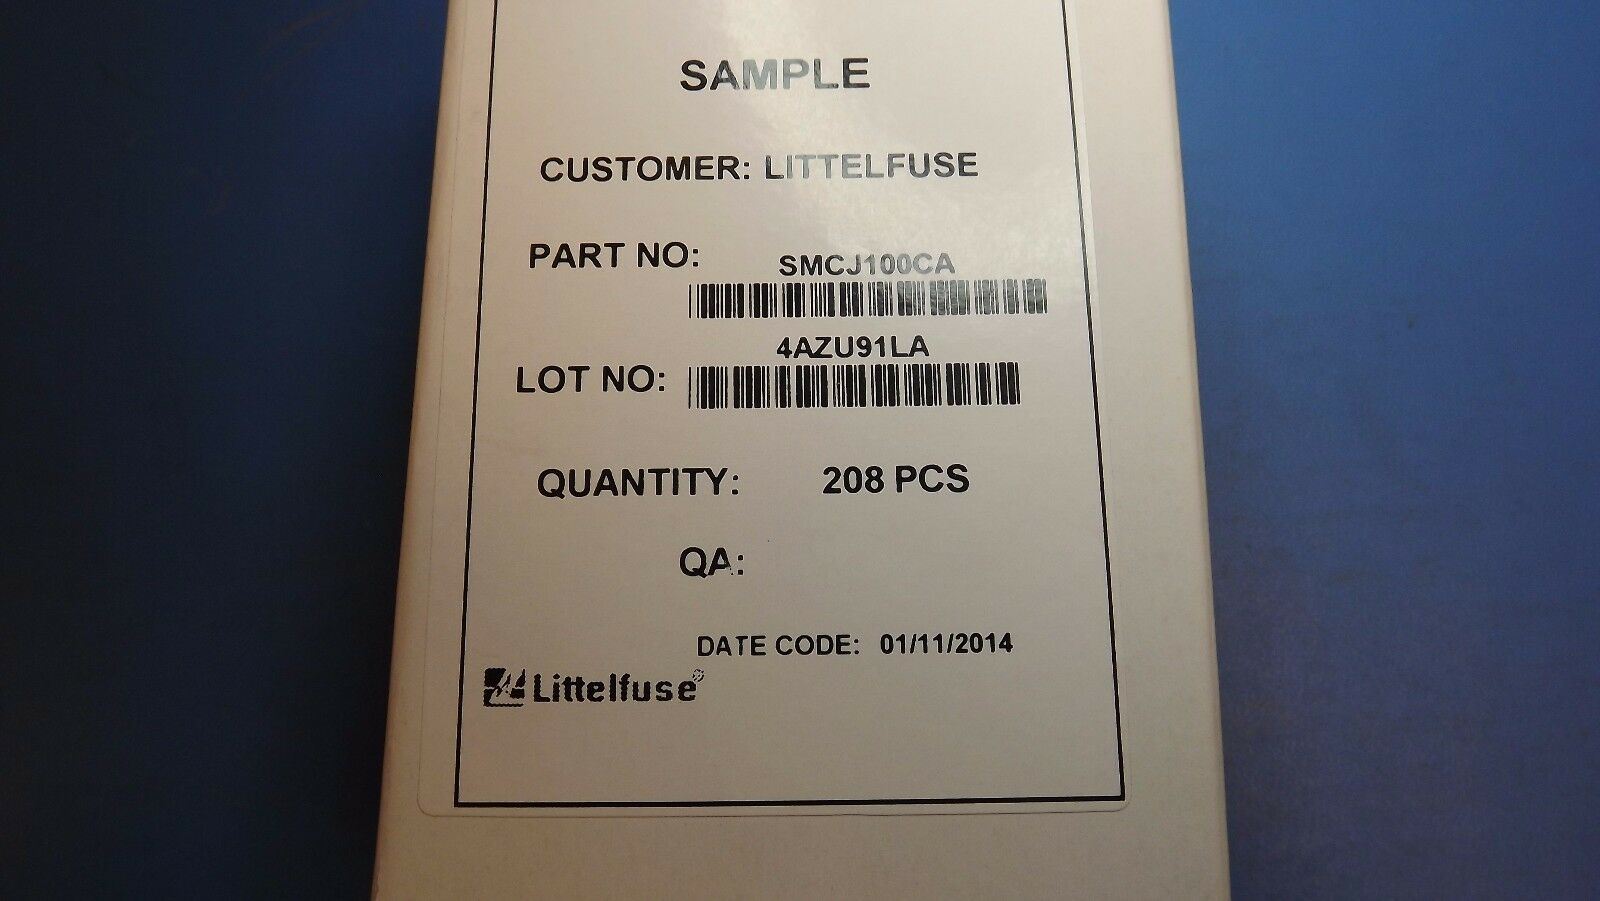 SAMPLE
CUSTOMER: LITTELFUSE
PART NO: SMCJ100CA
4AZU91LA
LOT NO:
QUANTITY: 208 PCS
QA:
DATE CODE: 01/11/2014
Littelfuse®